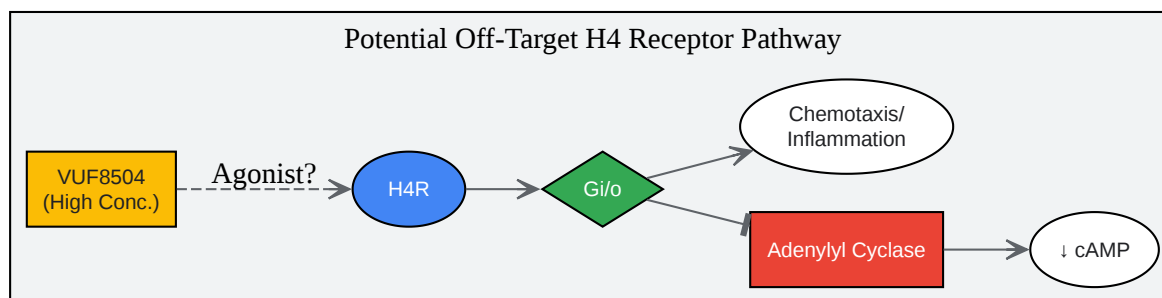 Potential Off-Target H4 Receptor Pathway
VUF8504
(High Conc.)
Agonist?
H4R
Gi/o
Chemotaxis/
Inflammation
Adenylyl Cyclase
↓ cAMP